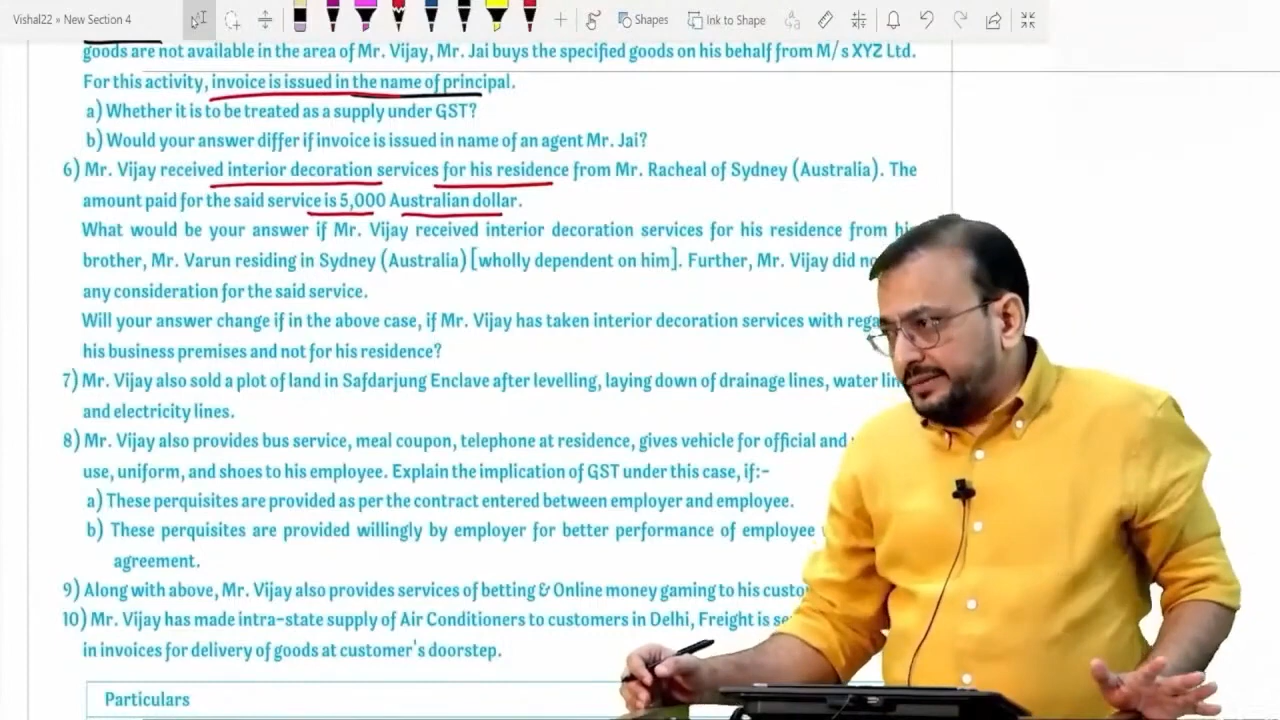 Vishal22 » New Section 4
Shapes
Ink to Shape
goods are not available in the area of Mr. Vijay, Mr. Jai buys the specified goods on his behalf from M/s XYZ Ltd.
For this activity, invoice is issued in the name of principal.
a) Whether it is to be treated as a supply under GST?
b) Would your answer differ if invoice is issued in name of an agent Mr. Jai?
6) Mr. Vijay received interior decoration services for his residence from Mr. Racheal of Sydney (Australia). The
amount paid for the said service is 5,000 Australian dollar.
What would be your answer if Mr. Vijay received interior decoration services for his residence from
brother, Mr. Varun residing in Sydney (Australia) [wholly dependent on him]. Further, Mr. Vijay did
any consideration for the said service.
Will your answer change if in the above case, if Mr. Vijay has taken interior decoration services with
his business premises and not for his residence?
7) Mr. Vijay also sold a plot of land in Safdarjung Enclave after levelling, laying down of drainage lines, water
and electricity lines.
8) Mr. Vijay also provides bus service, meal coupon, telephone at residence, gives vehicle for official and
use, uniform, and shoes to his employee. Explain the implication of GST under this case, if:-
a) These perquisites are provided as per the contract entered between employer and employee.
b) These perquisites are provided willingly by employer for better performance of employee
agreement.
9) Along with above, Mr. Vijay also provides services of betting & Online money gaming to his
10) Mr. Vijay has made intra-state supply of Air Conditioners to customers in Delhi, Freight is
in invoices for delivery of goods at customer's doorstep.
Particulars